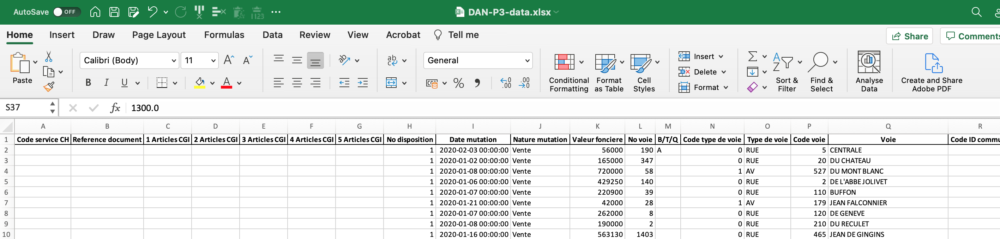 AutoSave OFF DAN-P3-data.xlsx
Home Insert Draw Page Layout Formulas Data Review View Acrobat Tell me Share Comments
Paste Calibri (Body) 11 General Insert Delete Format
B I U A A ab % Conditional Formatting Format as Table Cell Styles Sort & Filter Find & Select Analyse Data Create and Share Adobe PDF
S37 fx 1300.0
A B C D E F G H I J K L M N O P Q R
1 Code service CH Reference document 1 Articles CGI 2 Articles CGI 3 Articles CGI 4 Articles CGI 5 Articles CGI No disposition Date mutation Nature mutation Valeur fonciere No voie B/T/Q Code type de voie Type de voie Code voie Voie Code ID commu
2 1 2020-02-03 00:00:00 Vente 56000 190 A 0 RUE 5 CENTRALE
3 1 2020-01-02 00:00:00 Vente 165000 347 0 RUE 20 DU CHATEAU
4 1 2020-01-08 00:00:00 Vente 720000 58 1 AV 527 DU MONT BLANC
5 1 2020-01-06 00:00:00 Vente 429250 140 0 RUE 2 DE L'ABBE JOLIVET
6 1 2020-01-07 00:00:00 Vente 220900 39 0 RUE 110 BUFFON
7 1 2020-01-21 00:00:00 Vente 42000 28 1 AV 179 JEAN FALCONNIER
8 1 2020-01-07 00:00:00 Vente 262000 8 0 RUE 120 DE GENEVE
9 1 2020-01-08 00:00:00 Vente 190000 2 0 RUE 210 DU RECULET
10 1 2020-01-16 00:00:00 Vente 563130 1403 0 RUE 465 JEAN DE GINGINS